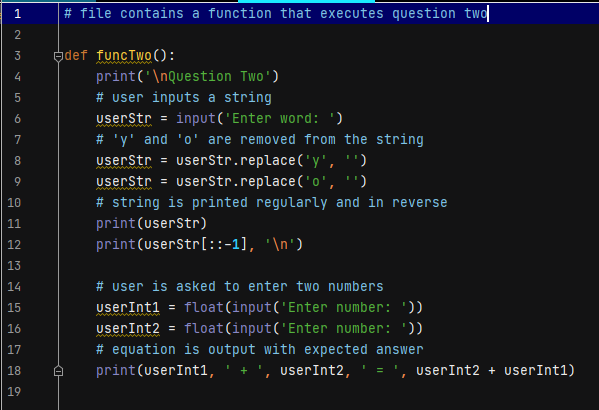 1 # file contains a function that executes question two
2
3 def funcTwo():
4 print('\nQuestion Two')
5 # user inputs a string
6 userStr = input('Enter word: ')
7 # 'y' and 'o' are removed from the string
8 userStr = userStr.replace('y', '')
9 userStr = userStr.replace('o', '')
10 # string is printed regularly and in reverse
11 print(userStr)
12 print(userStr[::-1], '\n')
13
14 # user is asked to enter two numbers
15 userInt1 = float(input('Enter number: '))
16 userInt2 = float(input('Enter number: '))
17 # equation is output with expected answer
18 print(userInt1, ' + ', userInt2, ' = ', userInt2 + userInt1)
19